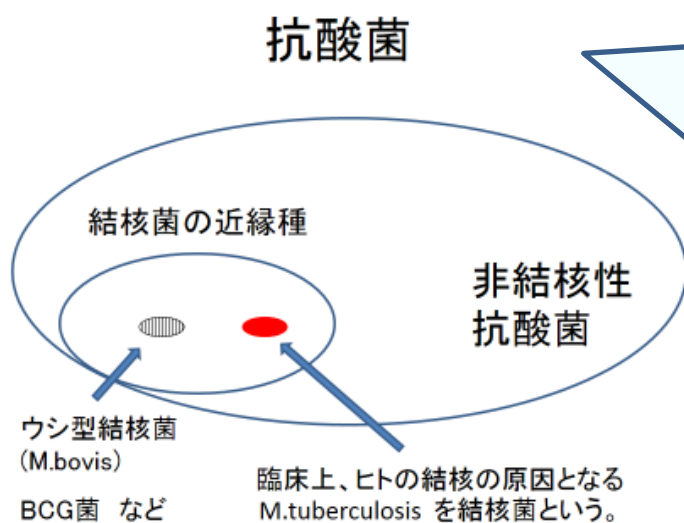 抗酸菌
結核菌の近縁種
非結核性
抗酸菌
ウシ型結核菌
(M.bovis)
BCG菌 など
臨床上、ヒトの結核の原因となる
M.tuberculosis を結核菌という。